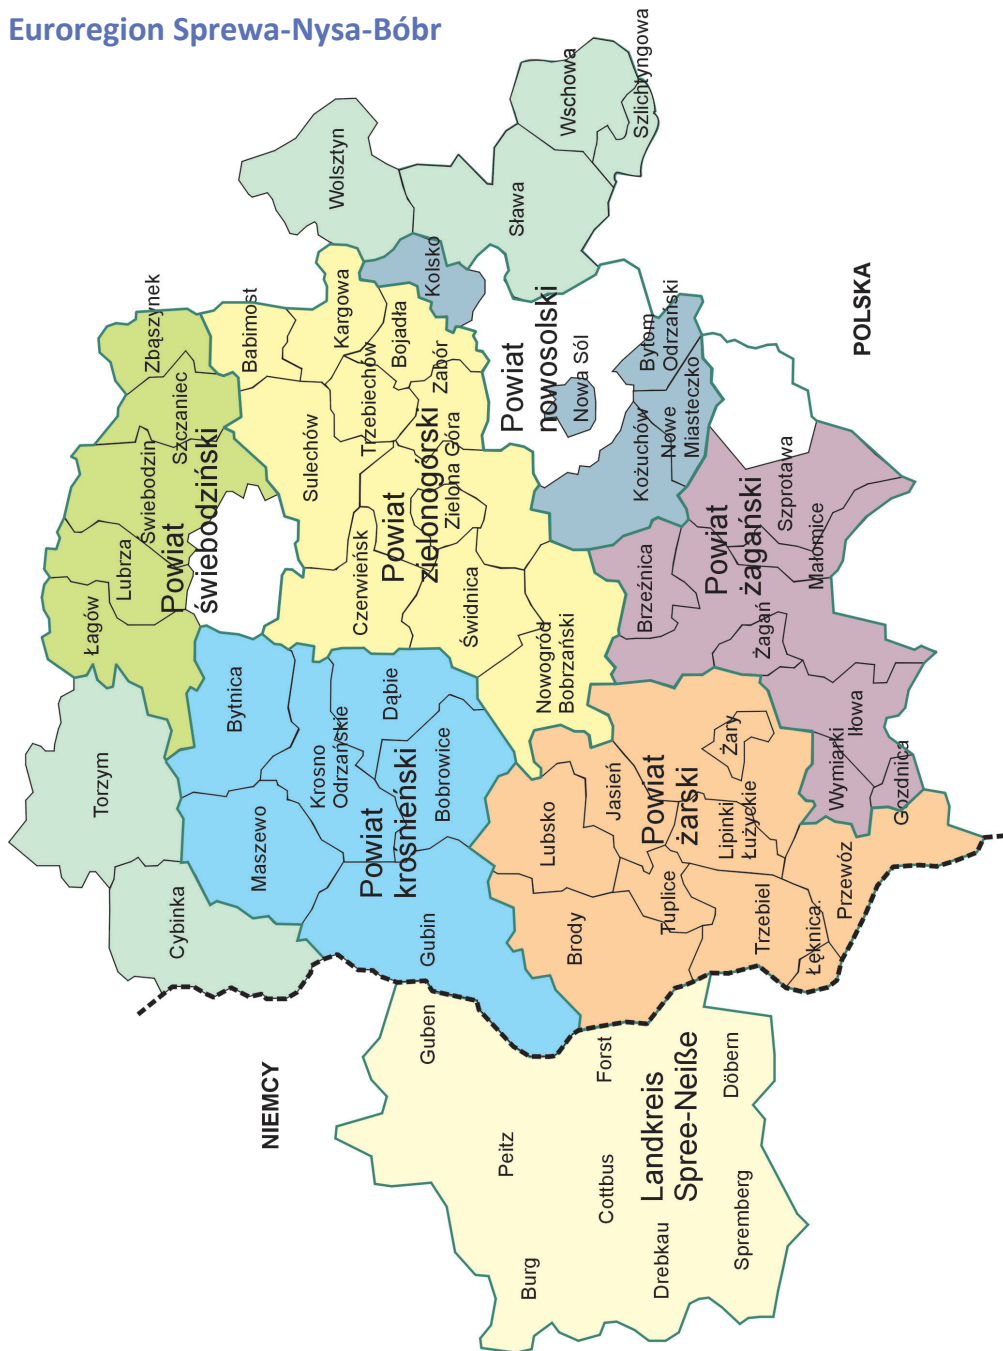 Euroregion Sprewa-Nysa-Bóbr
NIEMCY
POLSKA
Landkreis
Spree-Neiße
Burg
Peitz
Guben
Cottbus
Forst
Drebkau
Spremberg
Döbern
Cybinka
Torzym
Powiat
krośnieński
Maszewo
Bytnica
Krosno
Odrzańskie
Dąbie
Bobrowice
Gubin
Powiat
świebodziński
Łagów
Lubrza
Świebodzin
Szczaniec
Zbąszynek
Powiat
zielonogórski
Babimost
Kargowa
Sulechów
Trzebiechów
Bojadła
Zabór
Czerwieńsk
Zielona Góra
Świdnica
Nowogród
Bobrzański
Powiat
nowosolski
Kolsko
Nowa Sól
Bytom
Odrzański
Kożuchów
Nowe
Miasteczko
Wolsztyn
Sława
Wschowa
Szlichtyngowa
Powiat
żarski
Brody
Lubsko
Jasień
Tuplice
Lipinki
Łużyckie
Żary
Trzebiel
Łęknica.
Przewóz
Powiat
żagański
Brzeźnica
Żagań
Szprotawa
Małomice
Iłowa
Wymiarki
Gozdnica